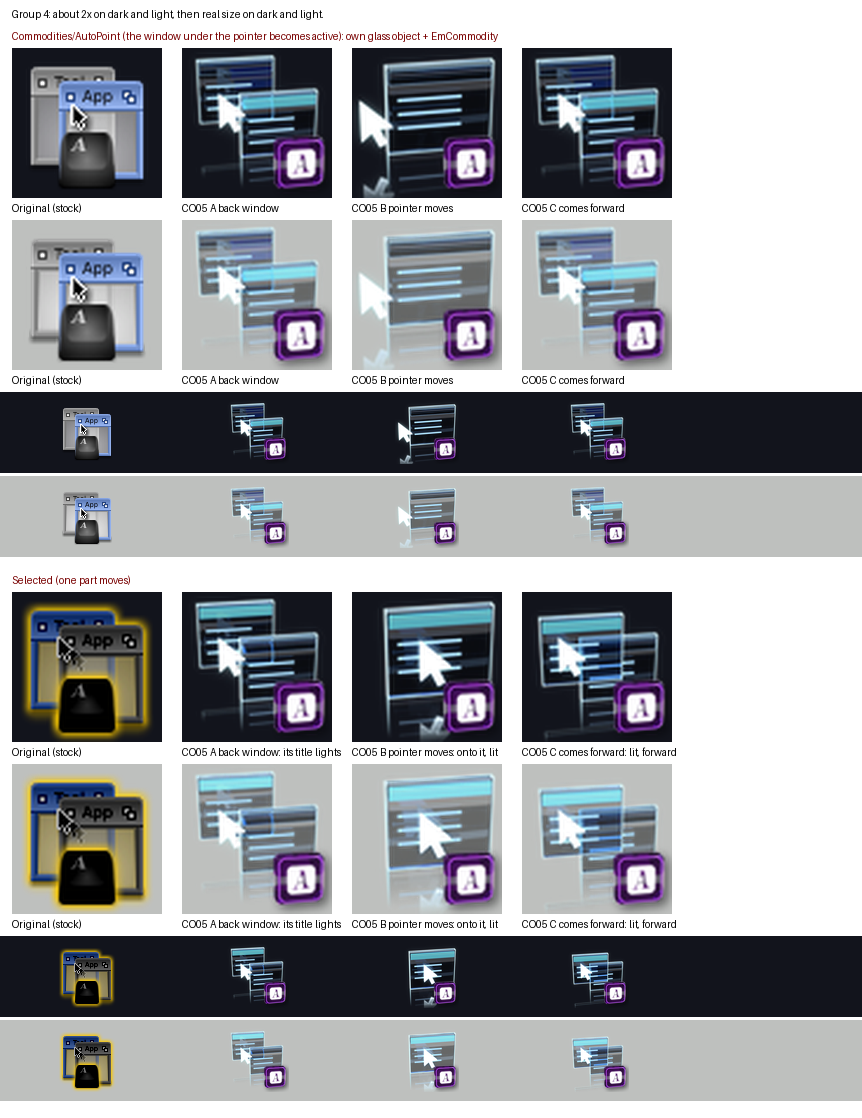 Group 4: about 2x on dark and light, then real size on dark and light.
Commodities/AutoPoint (the window under the pointer becomes active): own glass object + EmCommodity
App
A
A
A
A
Original (stock)
CO05 A back window
CO05 B pointer moves
CO05 C comes forward
App
A
A
A
A
Original (stock)
CO05 A back window
CO05 B pointer moves
CO05 C comes forward
App
A
A
A
A
App
A
A
A
A
Selected (one part moves)
App
A
A
A
A
Original (stock)
CO05 A back window: its title lights
CO05 B pointer moves: onto it, lit
CO05 C comes forward: lit, forward
App
A
A
A
A
Original (stock)
CO05 A back window: its title lights
CO05 B pointer moves: onto it, lit
CO05 C comes forward: lit, forward
App
A
A
A
A
App
A
A
A
A